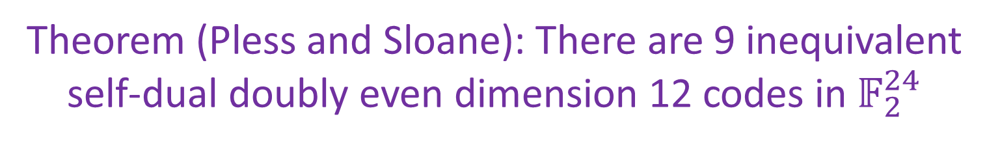 Theorem (Pless and Sloane): There are 9 inequivalent
self-dual doubly even dimension 12 codes in 𝔽₂²⁴